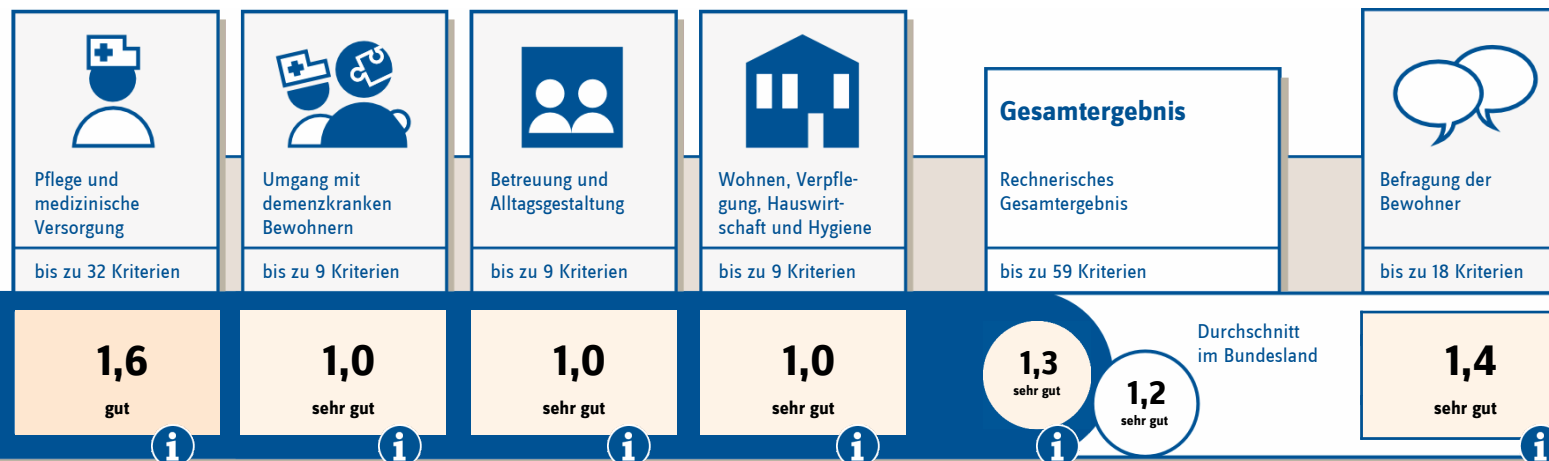 Pflege und
medizinische
Versorgung
bis zu 32 Kriterien
1,6
gut
i
Umgang mit
demenzkranken
Bewohnern
bis zu 9 Kriterien
1,0
sehr gut
i
Betreuung und
Alltagsgestaltung
bis zu 9 Kriterien
1,0
sehr gut
i
Wohnen, Verpfle-
gung, Hauswirt-
schaft und Hygiene
bis zu 9 Kriterien
1,0
sehr gut
i
Gesamtergebnis
Rechnerisches
Gesamtergebnis
bis zu 59 Kriterien
1,3
sehr gut
i
1,2
sehr gut
Durchschnitt
im Bundesland
Befragung der
Bewohner
bis zu 18 Kriterien
1,4
sehr gut
i